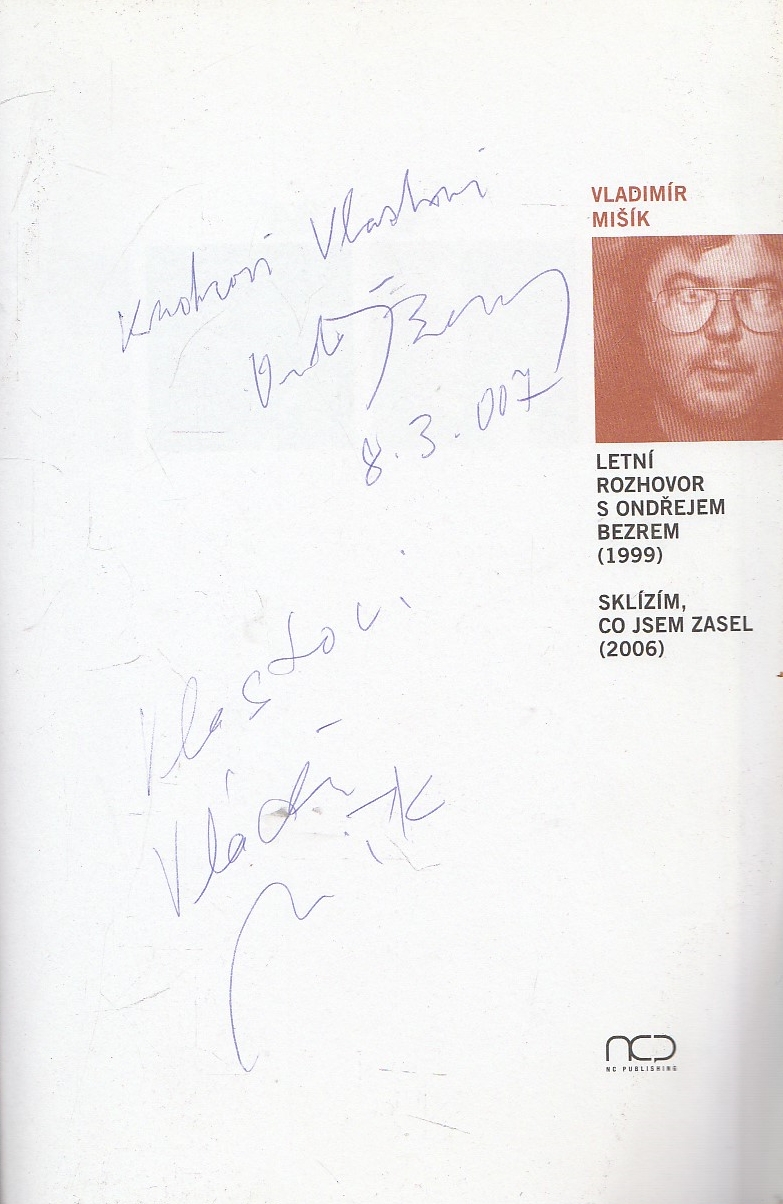 Vlastovi
8. 3. 007
Vlastovi
VLADIMÍR
MIŠÍK
LETNÍ
ROZHOVOR
S ONDŘEJEM
BEZREM
(1999)
SKLÍZÍM,
CO JSEM ZASEL
(2006)
NCP
NC PUBLISHING